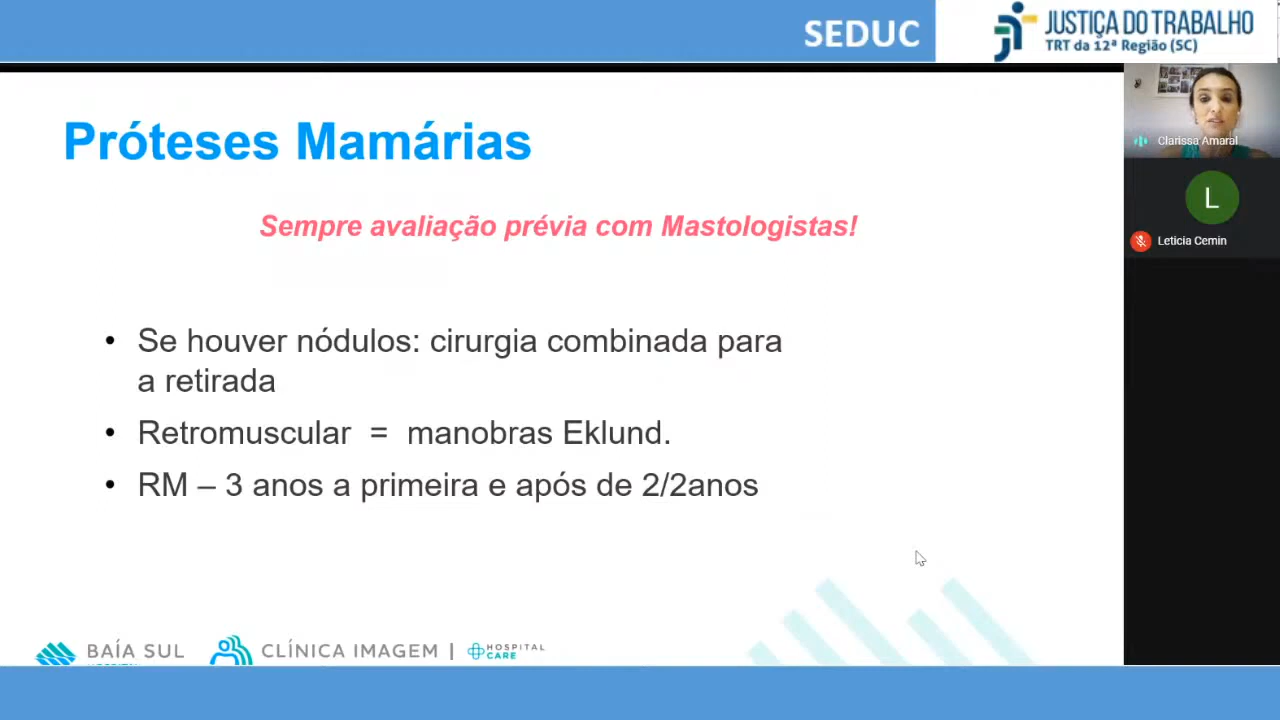 SEDUC
JUSTIÇA DO TRABALHO
TRT da 12ª Região (SC)
Próteses Mamárias
Sempre avaliação prévia com Mastologistas!
• Se houver nódulos: cirurgia combinada para
a retirada
• Retromuscular = manobras Eklund.
• RM – 3 anos a primeira e após de 2/2anos
Clarissa Amaral
L
Leticia Cemin
BAÍA SUL
CLÍNICA IMAGEM |
HOSPITAL
CARE